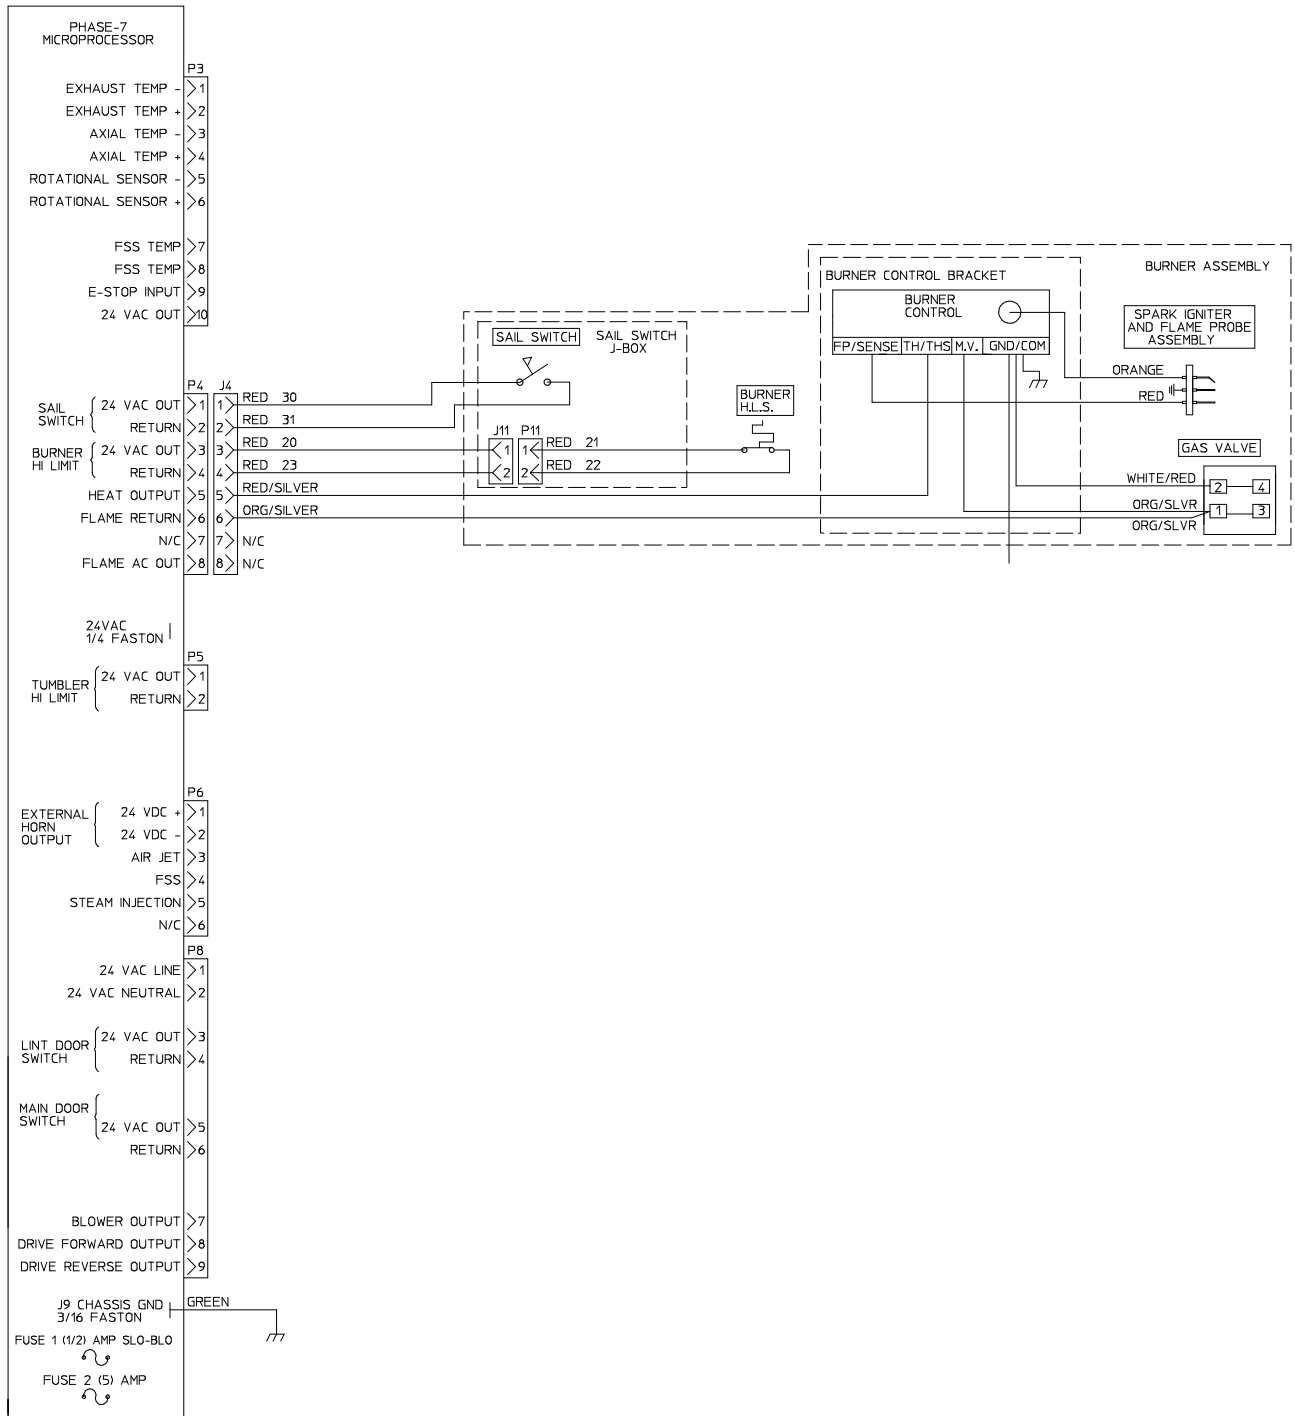 PHASE-7
MICROPROCESSOR
P3
EXHAUST TEMP - 1
EXHAUST TEMP + 2
AXIAL TEMP - 3
AXIAL TEMP + 4
ROTATIONAL SENSOR - 5
ROTATIONAL SENSOR + 6
FSS TEMP 7
FSS TEMP 8
E-STOP INPUT 9
24 VAC OUT 10
BURNER ASSEMBLY
BURNER CONTROL BRACKET
BURNER
CONTROL
FP/SENSE TH/THS M.V. GND/COM
SPARK IGNITER
AND FLAME PROBE
ASSEMBLY
ORANGE
RED
SAIL SWITCH
SAIL SWITCH
J-BOX
BURNER
H.L.S.
GAS VALVE
WHITE/RED
2 4
ORG/SLVR
1 3
ORG/SLVR
P4 J4
SAIL
SWITCH
24 VAC OUT 1 1 RED 30
RETURN 2 2 RED 31
BURNER
HI LIMIT
24 VAC OUT 3 3 RED 20
RETURN 4 4 RED 23
J11 P11
1 1 RED 21
2 2 RED 22
HEAT OUTPUT 5 5 RED/SILVER
FLAME RETURN 6 6 ORG/SILVER
N/C 7 7 N/C
FLAME AC OUT 8 8 N/C
24VAC
1/4 FASTON
P5
TUMBLER
HI LIMIT
24 VAC OUT 1
RETURN 2
P6
EXTERNAL
HORN
OUTPUT
24 VDC + 1
24 VDC - 2
AIR JET 3
FSS 4
STEAM INJECTION 5
N/C 6
P8
24 VAC LINE 1
24 VAC NEUTRAL 2
LINT DOOR
SWITCH
24 VAC OUT 3
RETURN 4
MAIN DOOR
SWITCH
24 VAC OUT 5
RETURN 6
BLOWER OUTPUT 7
DRIVE FORWARD OUTPUT 8
DRIVE REVERSE OUTPUT 9
J9 CHASSIS GND
3/16 FASTON
GREEN
FUSE 1 (1/2) AMP SLO-BLO
FUSE 2 (5) AMP